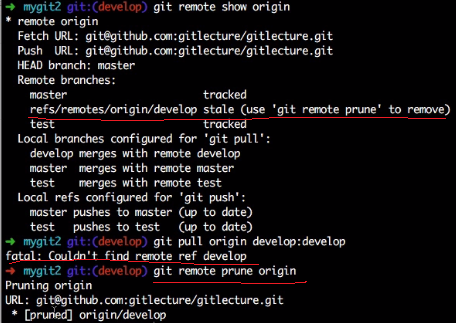 ➜ mygit2 git:(develop) git remote show origin
* remote origin
  Fetch URL: git@github.com:gitlecture/gitlecture.git
  Push  URL: git@github.com:gitlecture/gitlecture.git
  HEAD branch: master
  Remote branches:
    master                      tracked
    refs/remotes/origin/develop stale (use 'git remote prune' to remove)
    test                        tracked
  Local branches configured for 'git pull':
    develop merges with remote develop
    master  merges with remote master
    test    merges with remote test
  Local refs configured for 'git push':
    master pushes to master (up to date)
    test   pushes to test   (up to date)
➜ mygit2 git:(develop) git pull origin develop:develop
fatal: Couldn't find remote ref develop
➜ mygit2 git:(develop) git remote prune origin
Pruning origin
URL: git@github.com:gitlecture/gitlecture.git
 * [pruned] origin/develop